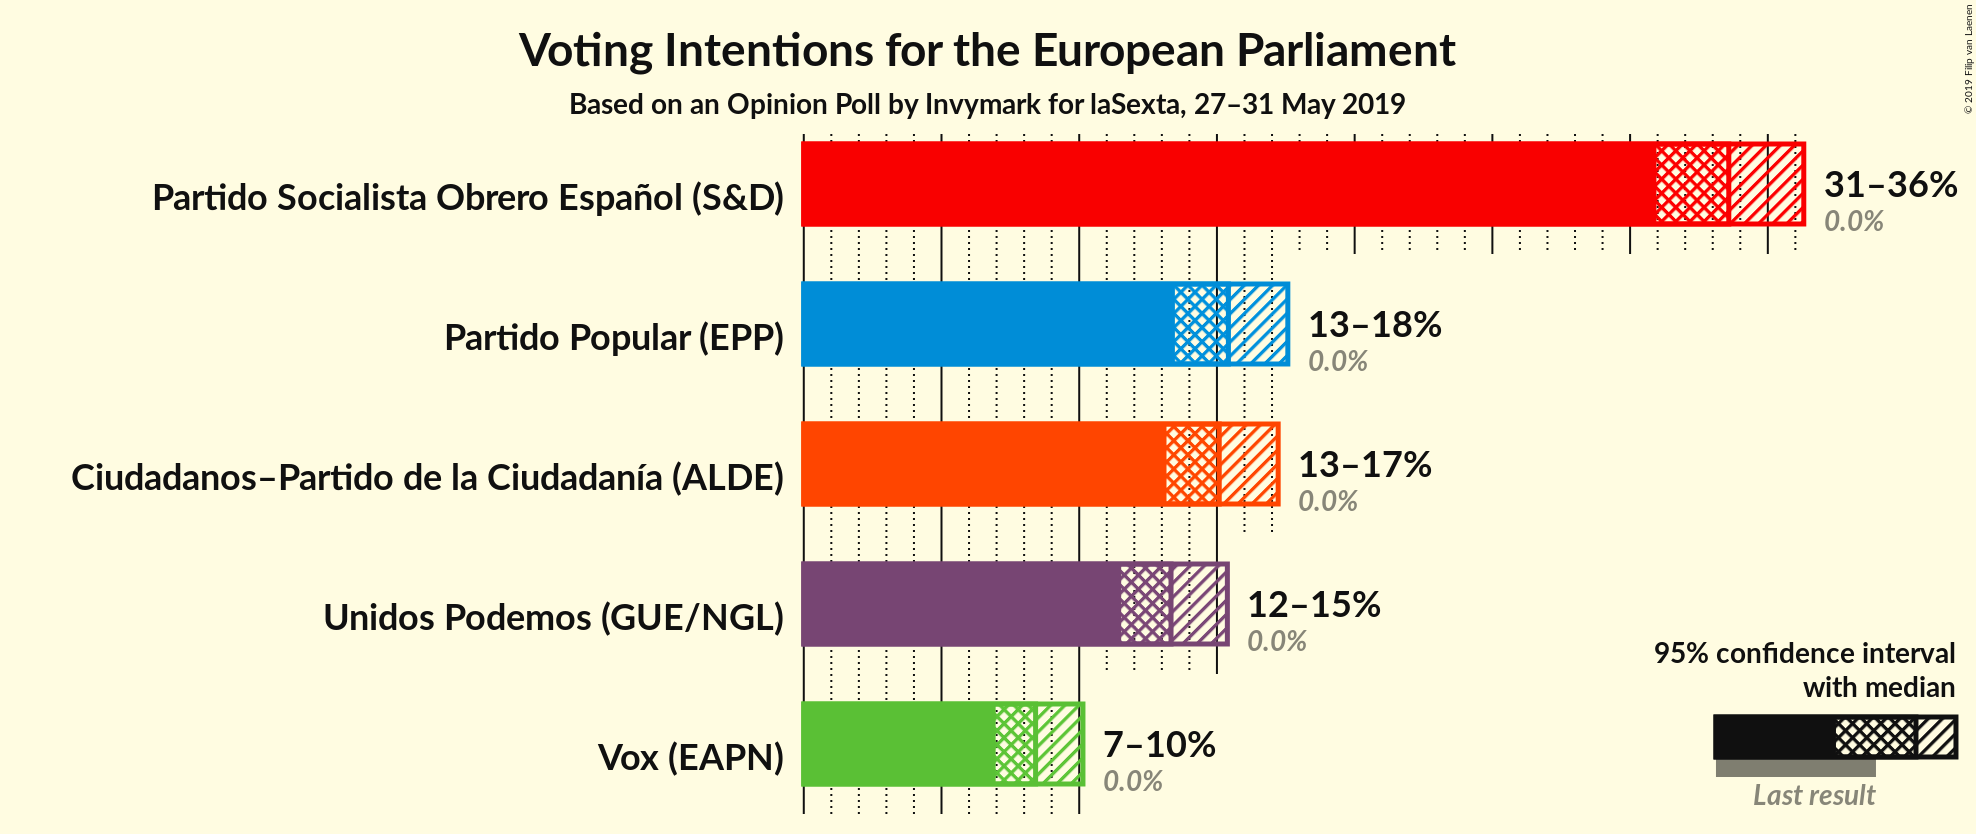 Voting Intentions for the European Parliament
Based on an Opinion Poll by Invymark for laSexta, 27–31 May 2019
© 2019 Filip van Laenen
Partido Socialista Obrero Español (S&D)
31–36%
0.0%
Partido Popular (EPP)
13–18%
0.0%
Ciudadanos–Partido de la Ciudadanía (ALDE)
13–17%
0.0%
Unidos Podemos (GUE/NGL)
12–15%
0.0%
Vox (EAPN)
7–10%
0.0%
95% confidence interval
with median
Last result